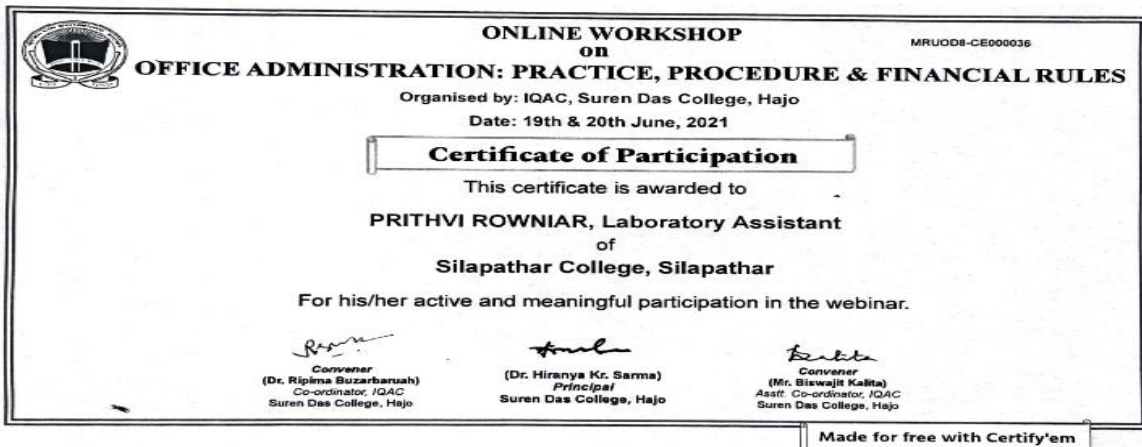 ONLINE WORKSHOP
on
MRUOD8-CE000036
OFFICE ADMINISTRATION: PRACTICE, PROCEDURE & FINANCIAL RULES
Organised by: IQAC, Suren Das College, Hajo
Date: 19th & 20th June, 2021
Certificate of Participation
This certificate is awarded to
PRITHVI ROWNIAR, Laboratory Assistant
of
Silapathar College, Silapathar
For his/her active and meaningful participation in the webinar.
Convener
(Dr. Ripima Buzarbaruah)
Co-ordinator, IQAC
Suren Das College, Hajo
(Dr. Hiranya Kr. Sarma)
Principal
Suren Das College, Hajo
Convener
(Mr. Biswajit Kalita)
Asstt. Co-ordinator, IQAC
Suren Das College, Hajo
Made for free with Certify'em